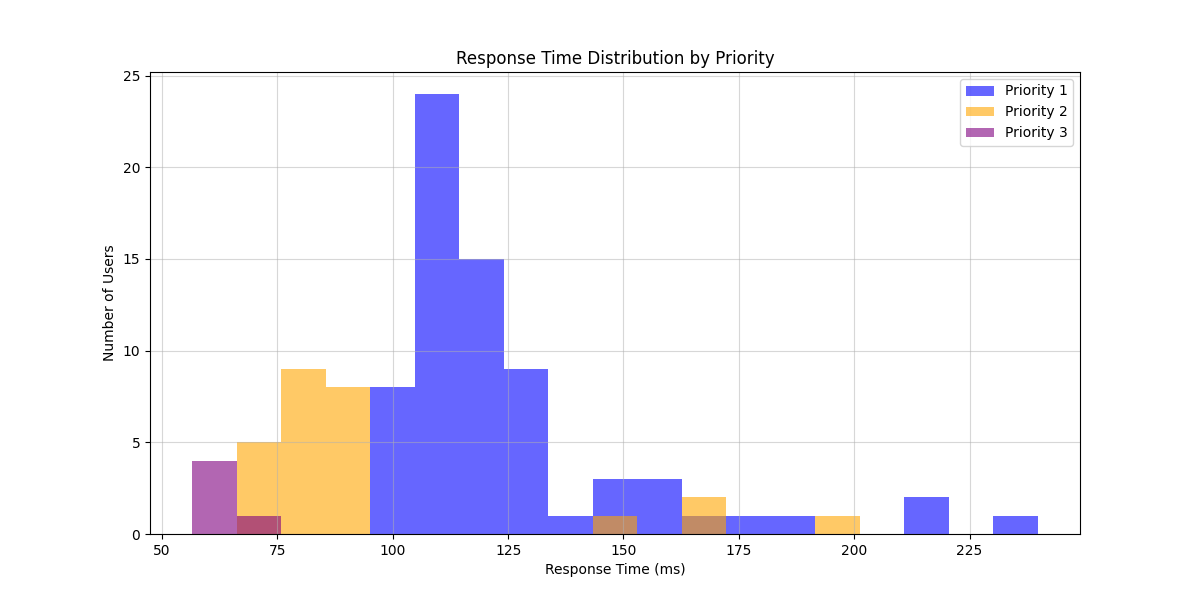 Response Time Distribution by Priority
25
20
15
10
5
0
Number of Users
Priority 1
Priority 2
Priority 3
50 75 100 125 150 175 200 225
Response Time (ms)